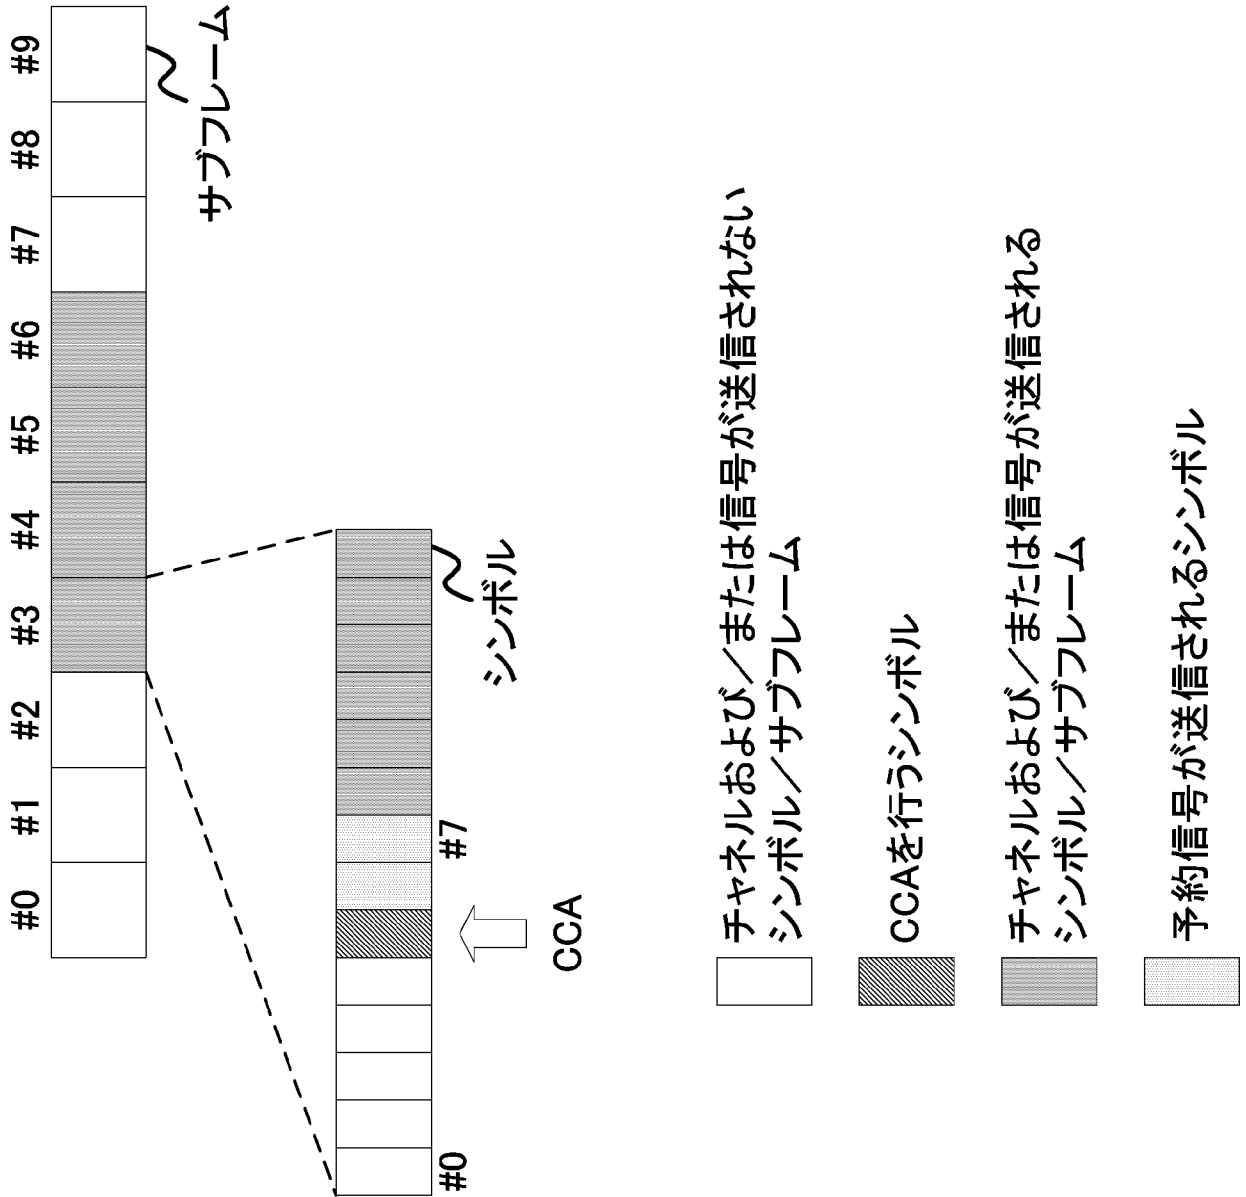 #0 #1 #2 #3 #4 #5 #6 #7 #8 #9
サブフレーム
シンボル
#0 #7
CCA
チャネルおよび／または信号が送信されない
シンボル／サブフレーム
CCAを行うシンボル
チャネルおよび／または信号が送信される
シンボル／サブフレーム
予約信号が送信されるシンボル